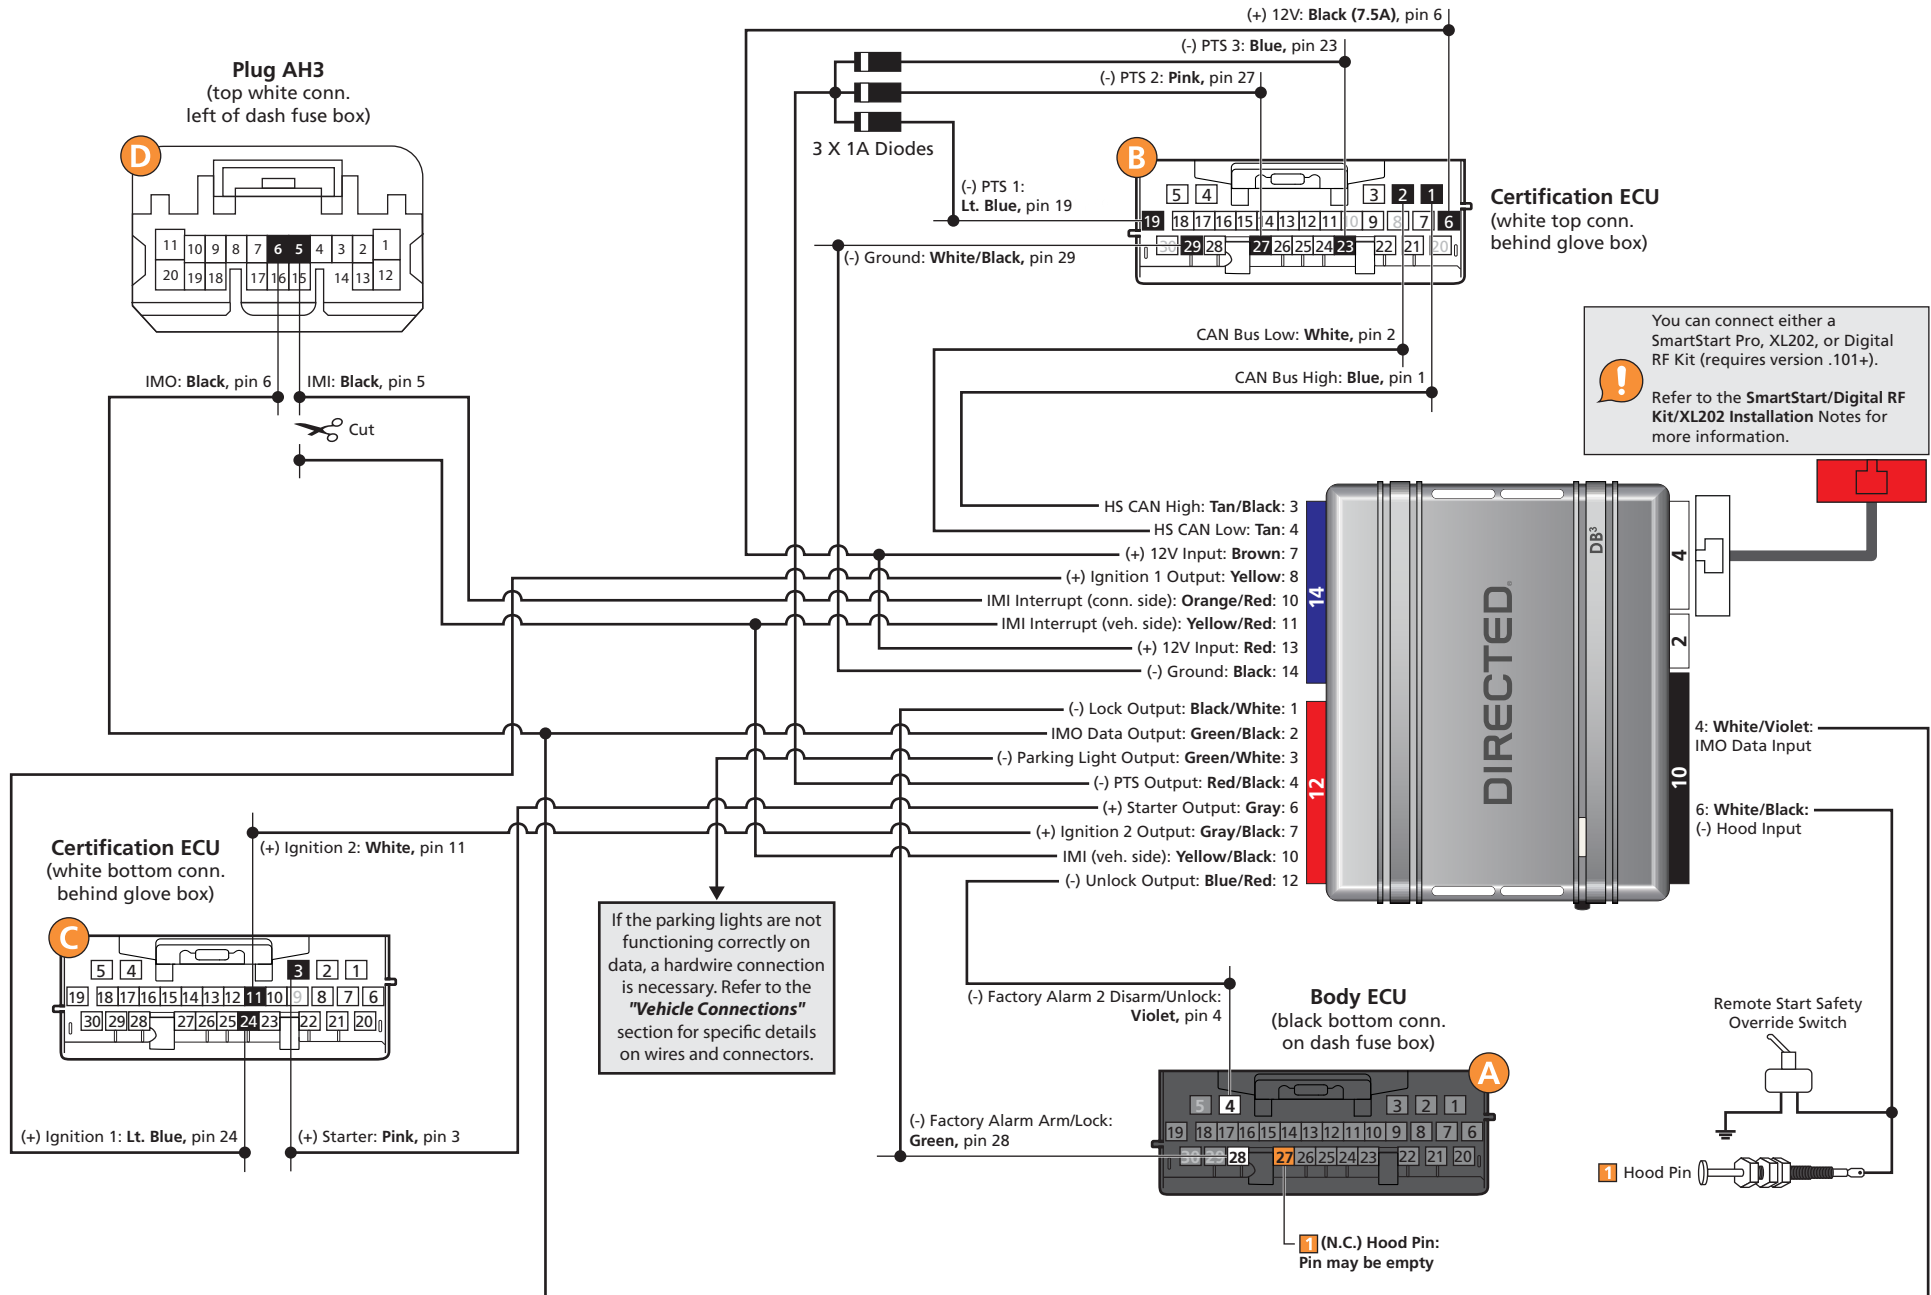 (+) 12V: Black (7.5A), pin 6
(-) PTS 3: Blue, pin 23
(-) PTS 2: Pink, pin 27
3 X 1A Diodes
(-) PTS 1:
Lt. Blue, pin 19
(-) Ground: White/Black, pin 29
Plug AH3
(top white conn.
left of dash fuse box)
D
11 10 9 8 7 6 5 4 3 2 1
20 19 18 17 16 15 14 13 12
IMO: Black, pin 6
IMI: Black, pin 5
Cut
B
5 4 3 2 1
19 18 17 16 15 14 13 12 11 10 9 8 7 6
30 29 28 27 26 25 24 23 22 21 20
Certification ECU
(white top conn.
behind glove box)
CAN Bus Low: White, pin 2
CAN Bus High: Blue, pin 1
You can connect either a
SmartStart Pro, XL202, or Digital
RF Kit (requires version .101+).
Refer to the SmartStart/Digital RF
Kit/XL202 Installation Notes for
more information.
HS CAN High: Tan/Black: 3
HS CAN Low: Tan: 4
(+) 12V Input: Brown: 7
(+) Ignition 1 Output: Yellow: 8
IMI Interrupt (conn. side): Orange/Red: 10
IMI Interrupt (veh. side): Yellow/Red: 11
(+) 12V Input: Red: 13
(-) Ground: Black: 14
14
(-) Lock Output: Black/White: 1
IMO Data Output: Green/Black: 2
(-) Parking Light Output: Green/White: 3
(-) PTS Output: Red/Black: 4
(+) Starter Output: Gray: 6
(+) Ignition 2 Output: Gray/Black: 7
IMI (veh. side): Yellow/Black: 10
(-) Unlock Output: Blue/Red: 12
12
DIRECTED
DB3
4
2
10
4: White/Violet:
IMO Data Input
6: White/Black:
(-) Hood Input
Certification ECU
(white bottom conn.
behind glove box)
(+) Ignition 2: White, pin 11
C
5 4 3 2 1
19 18 17 16 15 14 13 12 11 10 9 8 7 6
30 29 28 27 26 25 24 23 22 21 20
(+) Ignition 1: Lt. Blue, pin 24
(+) Starter: Pink, pin 3
If the parking lights are not
functioning correctly on
data, a hardwire connection
is necessary. Refer to the
"Vehicle Connections"
section for specific details
on wires and connectors.
(-) Factory Alarm 2 Disarm/Unlock:
Violet, pin 4
Body ECU
(black bottom conn.
on dash fuse box)
A
5 4 3 2 1
19 18 17 16 15 14 13 12 11 10 9 8 7 6
30 29 28 27 26 25 24 23 22 21 20
(-) Factory Alarm Arm/Lock:
Green, pin 28
1 (N.C.) Hood Pin:
Pin may be empty
Remote Start Safety
Override Switch
1 Hood Pin